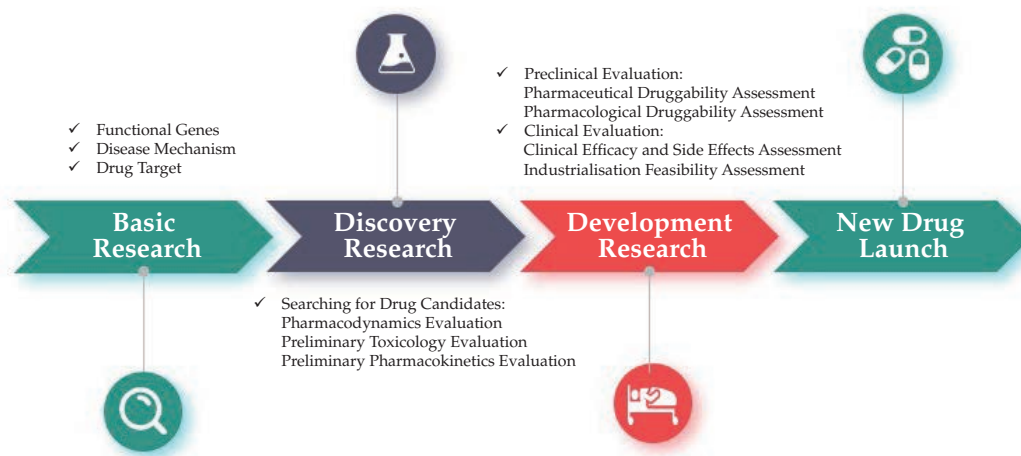 ✓ Functional Genes
✓ Disease Mechanism
✓ Drug Target
✓ Preclinical Evaluation:
Pharmaceutical Druggability Assessment
Pharmacological Druggability Assessment
✓ Clinical Evaluation:
Clinical Efficacy and Side Effects Assessment
Industrialisation Feasibility Assessment
Basic
Research
Discovery
Research
Development
Research
New Drug
Launch
✓ Searching for Drug Candidates:
Pharmacodynamics Evaluation
Preliminary Toxicology Evaluation
Preliminary Pharmacokinetics Evaluation